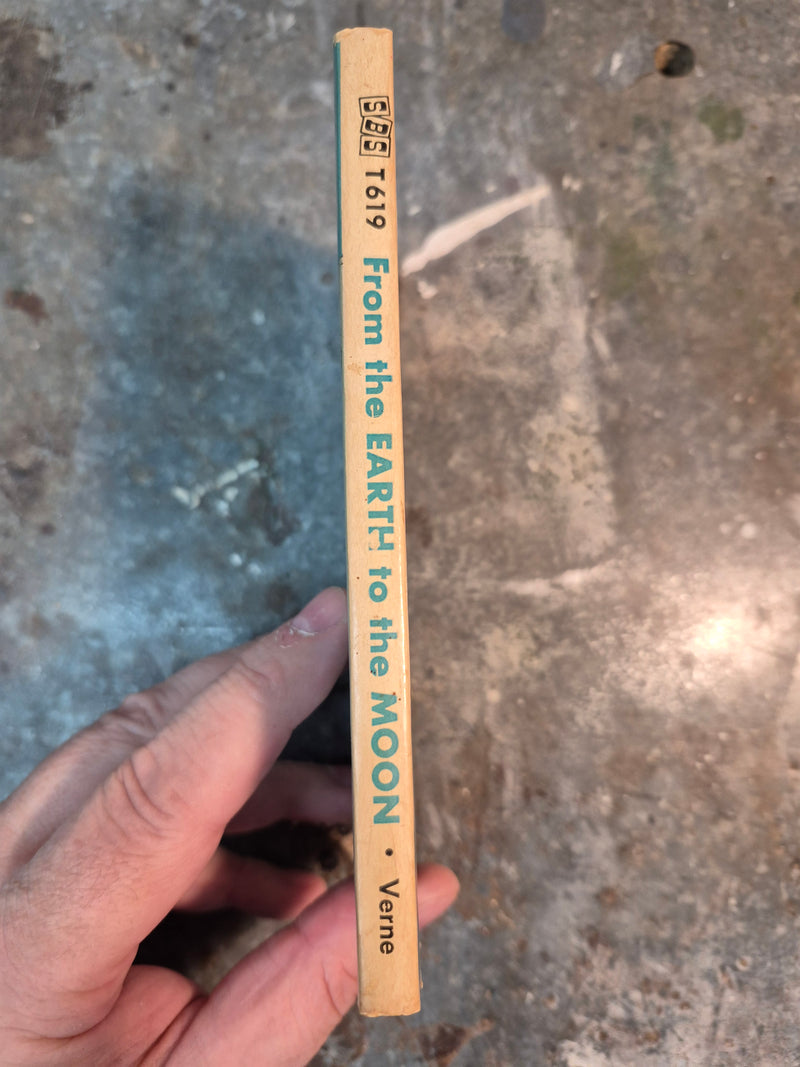 SBS T619 From the EARTH to the MOON • Verne